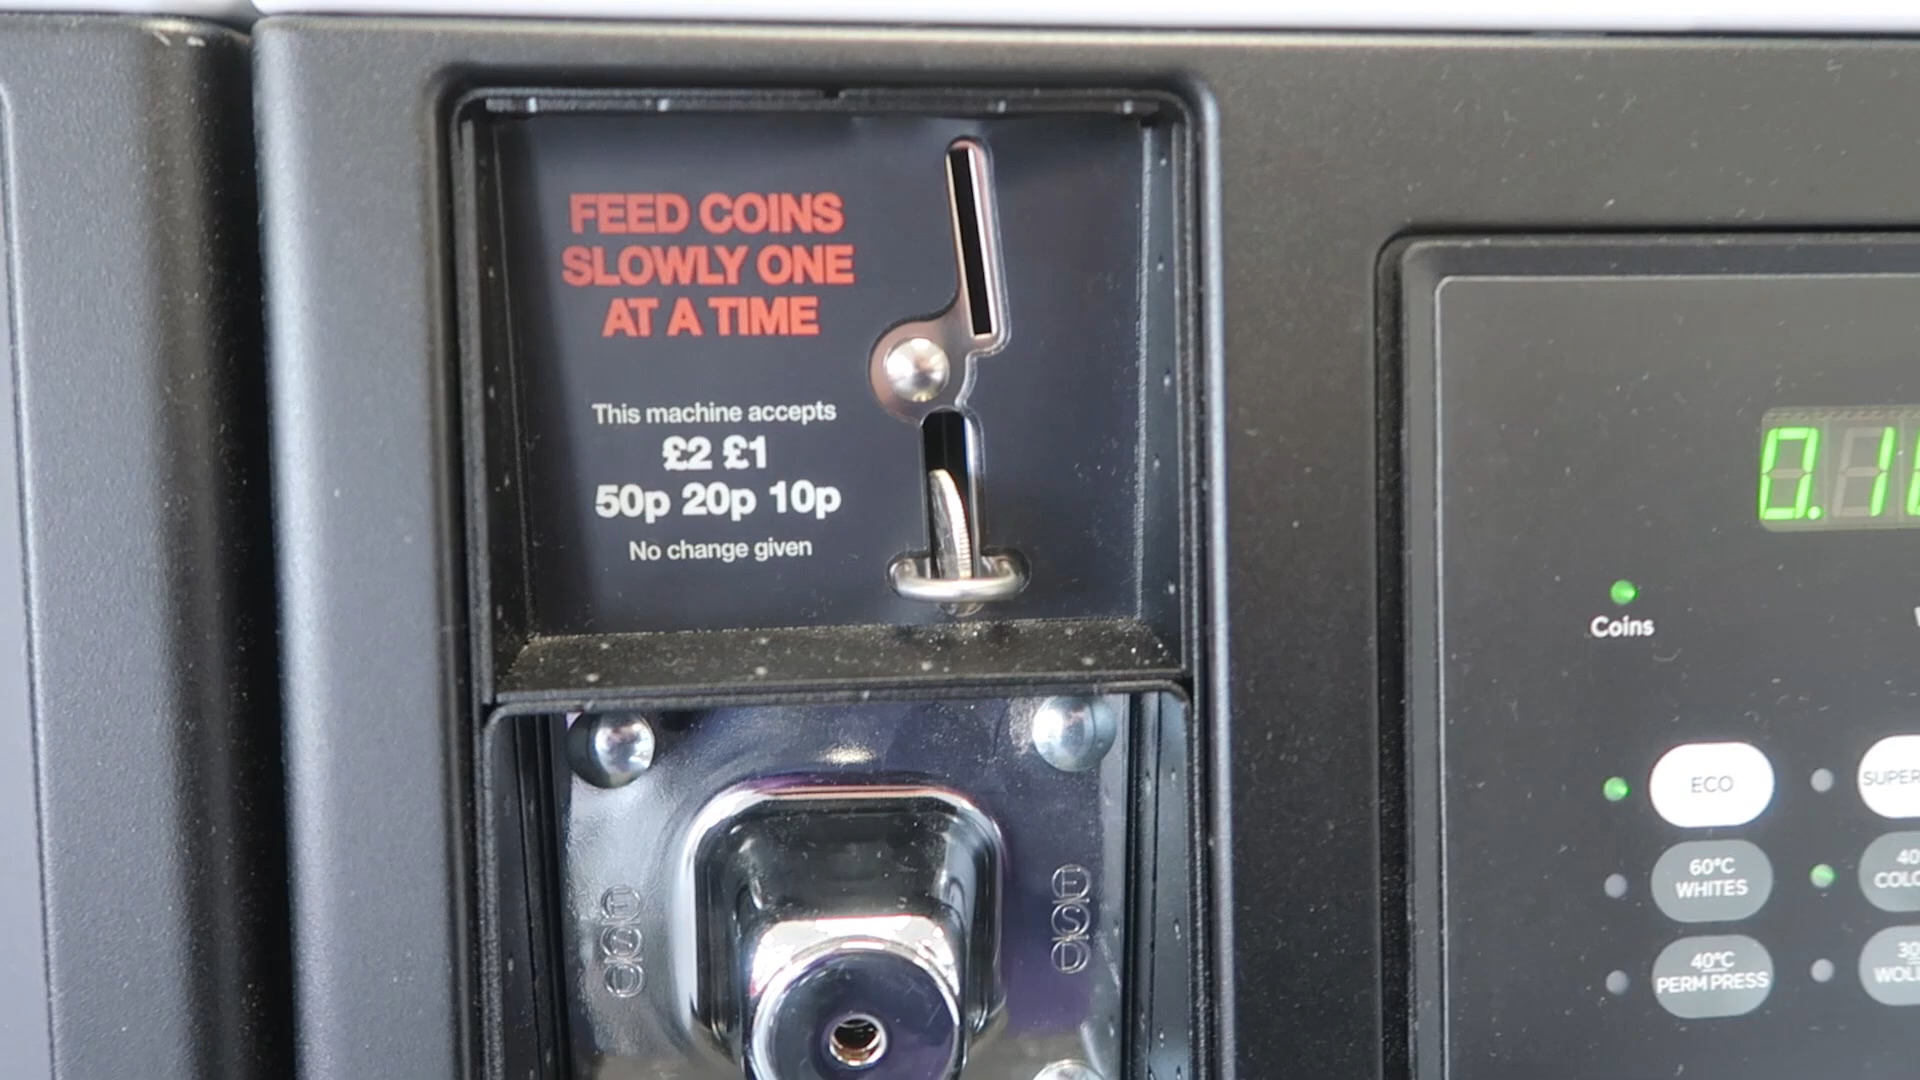 FEED COINS
SLOWLY ONE
AT A TIME
This machine accepts
£2 £1
50p 20p 10p
No change given
ESD
ESD
Coins
ECO
60°C
WHITES
40°C
PERM PRESS